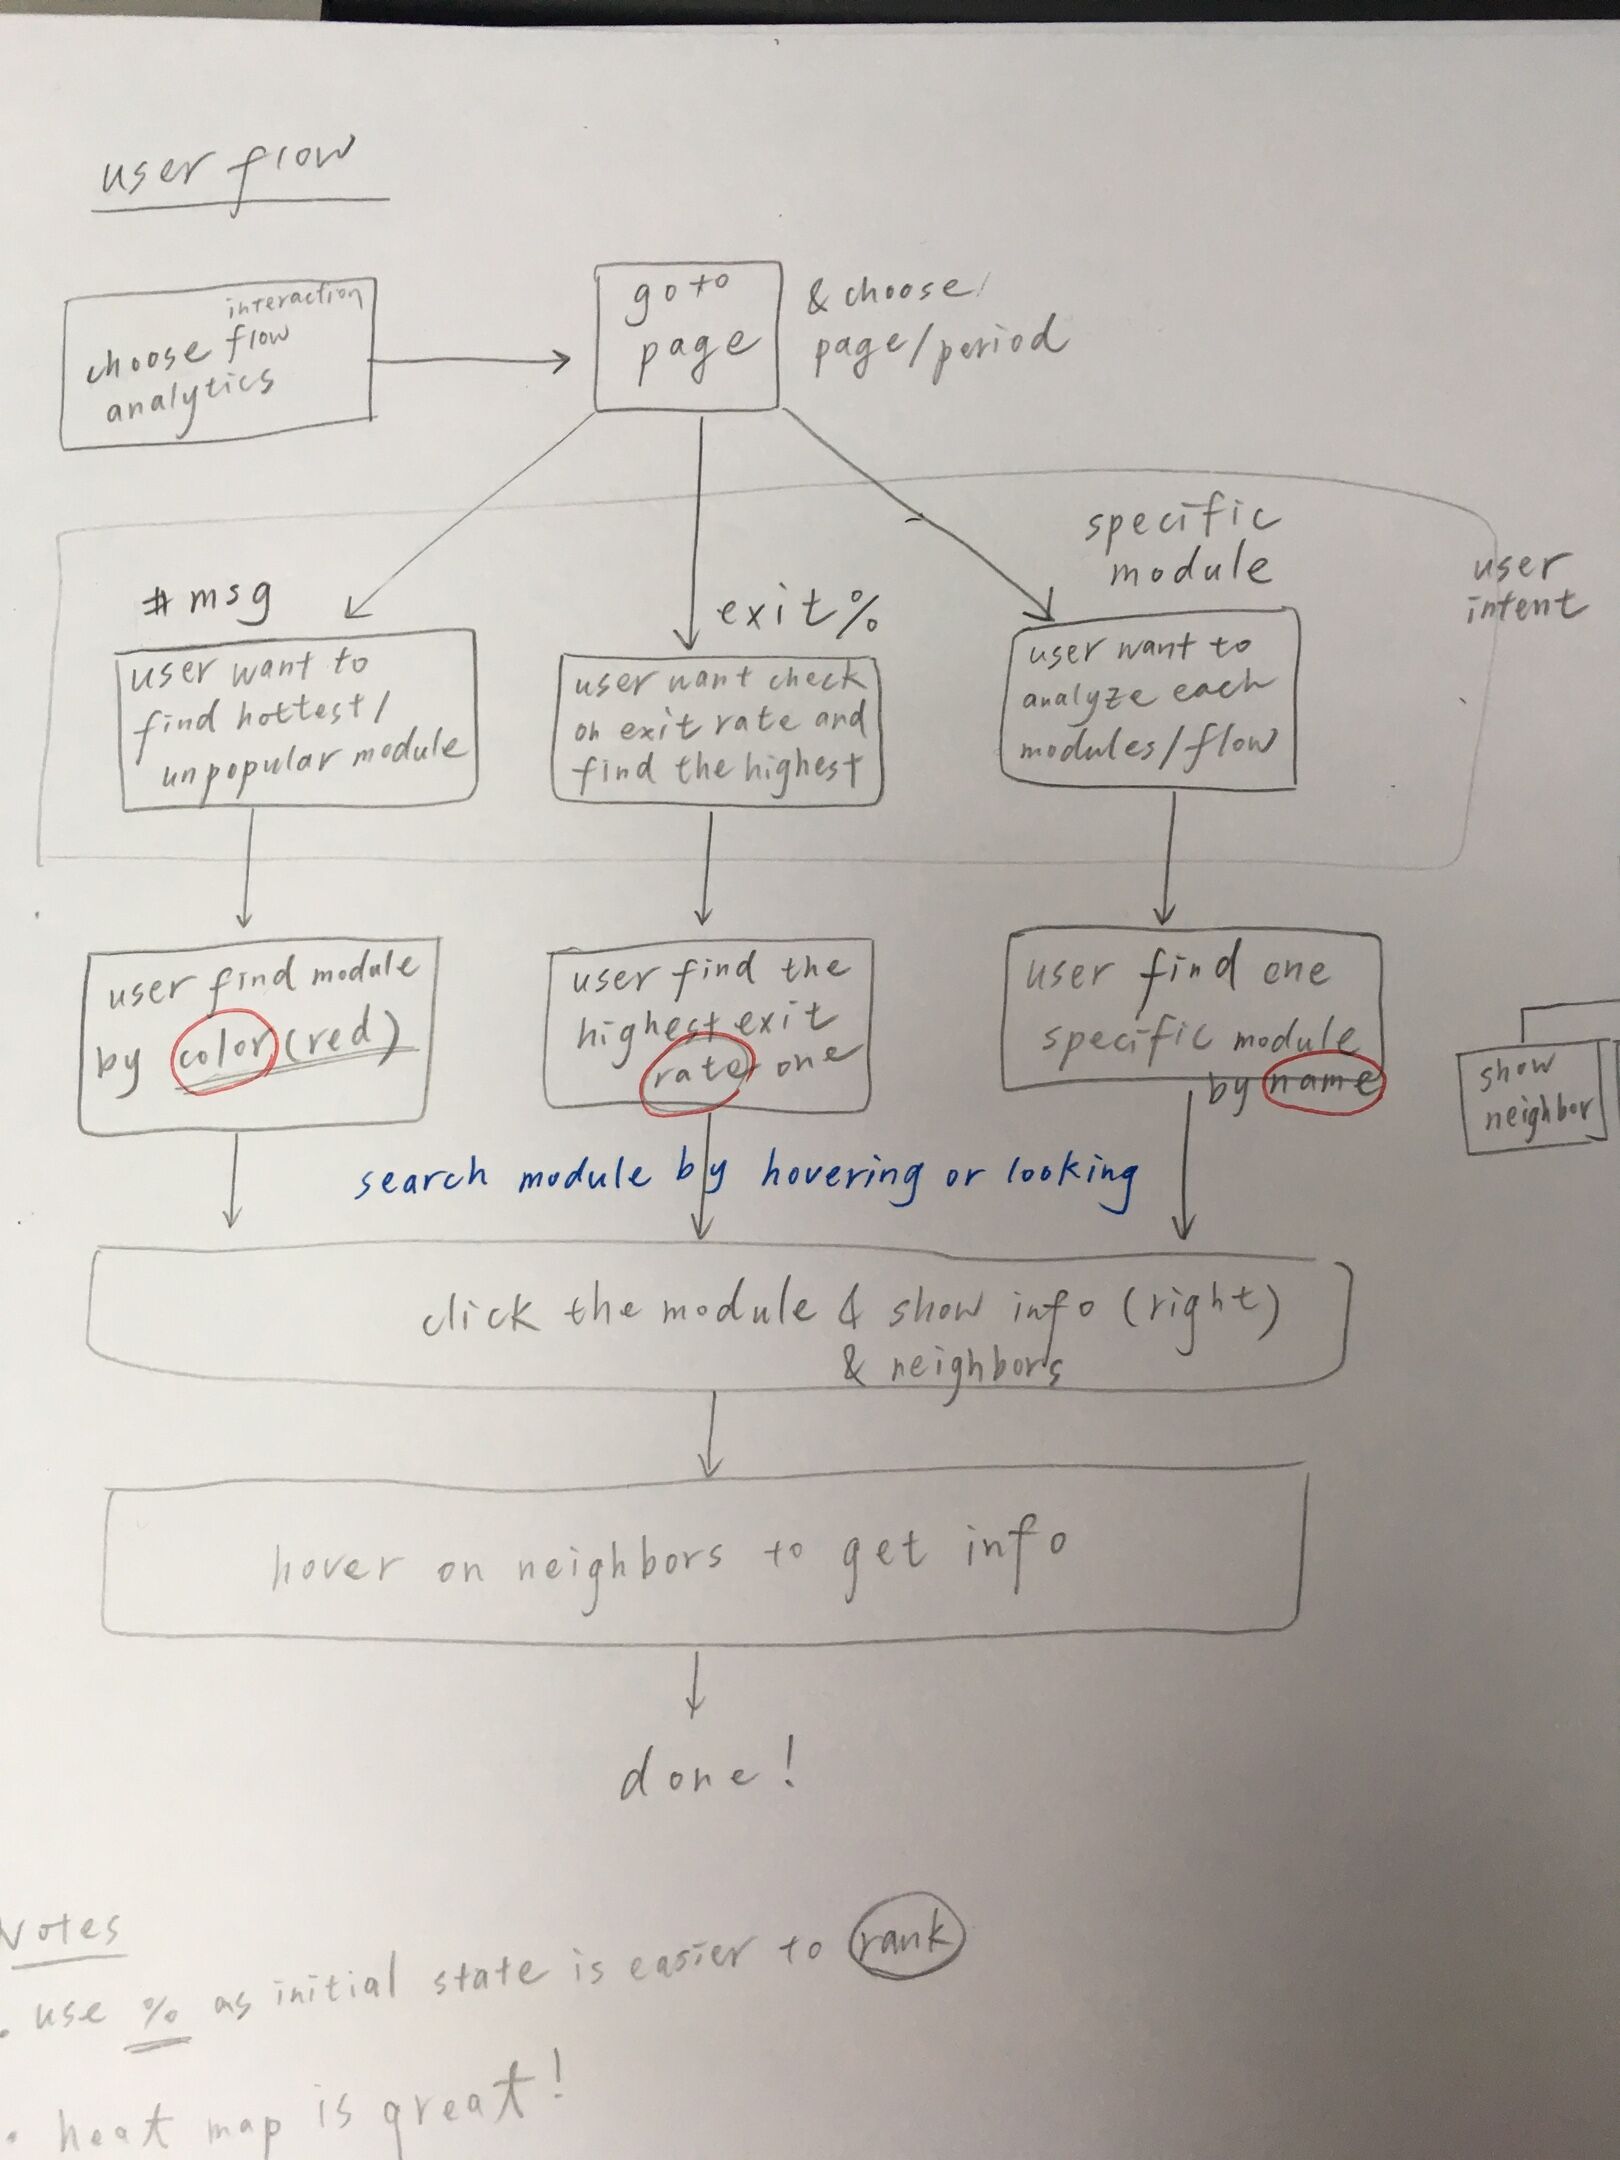 user flow
interaction
choose flow
analytics
go to
page
& choose
page/period
user
intent
#msg
user want to
find hottest/
unpopular module
exit%
user want check
on exit rate and
find the highest
specific
module
user want to
analyze each
modules/flow
user find module
by color (red)
user find the
highest exit
rate one
user find one
specific module
by name
show
neighbor
search module by hovering or looking
click the module & show info (right)
& neighbors
hover on neighbors to get info
done!
Notes
• use % as initial state is easier to rank
• heat map is great!